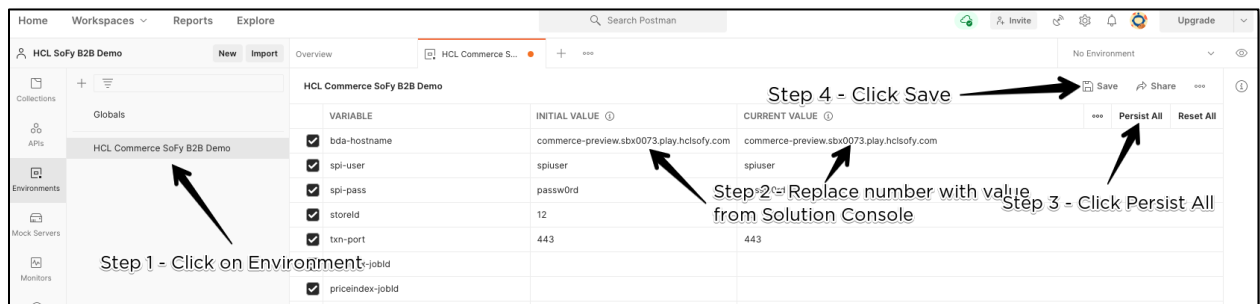 Home Workspaces Reports Explore Search Postman Invite Upgrade
HCL SoFy B2B Demo New Import Overview HCL Commerce S... No Environment
Collections
APIs
Environments
Mock Servers
Monitors
Globals
HCL Commerce SoFy B2B Demo
HCL Commerce SoFy B2B Demo Save Share
VARIABLE INITIAL VALUE CURRENT VALUE Persist All Reset All
bda-hostname commerce-preview.sbx0073.play.hclsofy.com commerce-preview.sbx0073.play.hclsofy.com
spi-user spiuser spiuser
spi-pass passw0rd
storeId 12
txn-port 443 443
-jobId
priceindex-jobId
Step 1 - Click on Environment
Step 2 - Replace number with value
from Solution Console
Step 3 - Click Persist All
Step 4 - Click Save